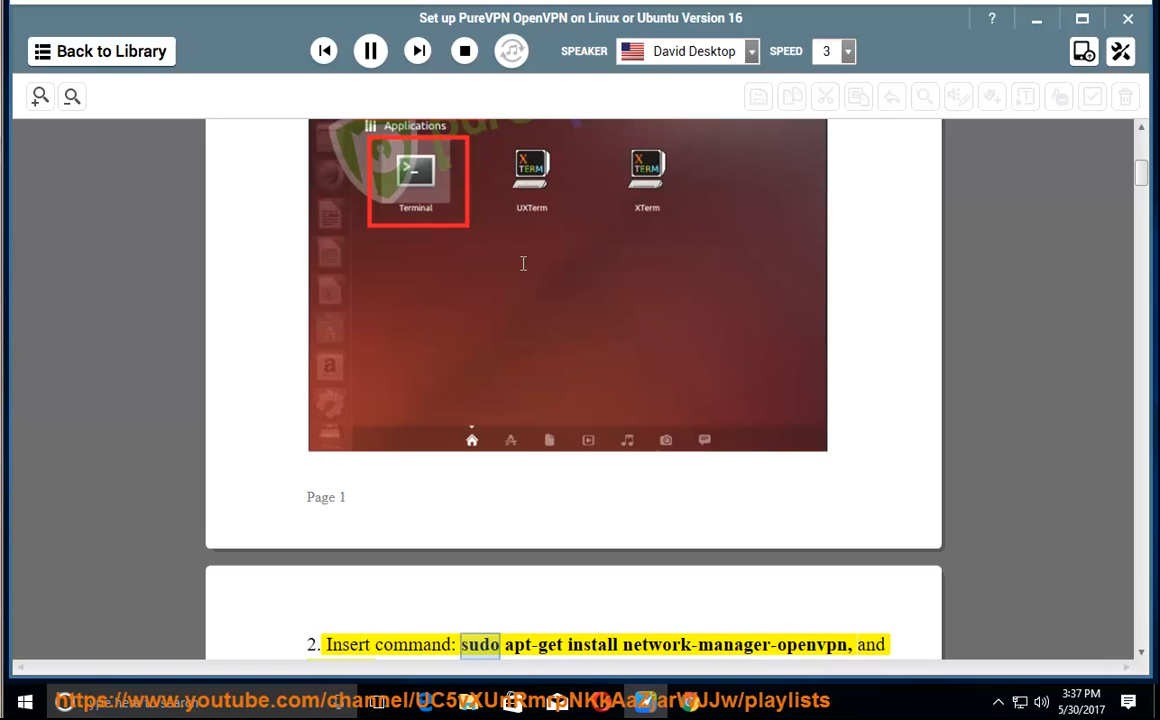 Set up PureVPN OpenVPN on Linux or Ubuntu Version 16
Back to Library
SPEAKER
David Desktop
SPEED
3
Applications
Terminal
UXTerm
XTerm
Page 1
2. Insert command: sudo apt-get install network-manager-openvpn, and
3:37 PM
5/30/2017